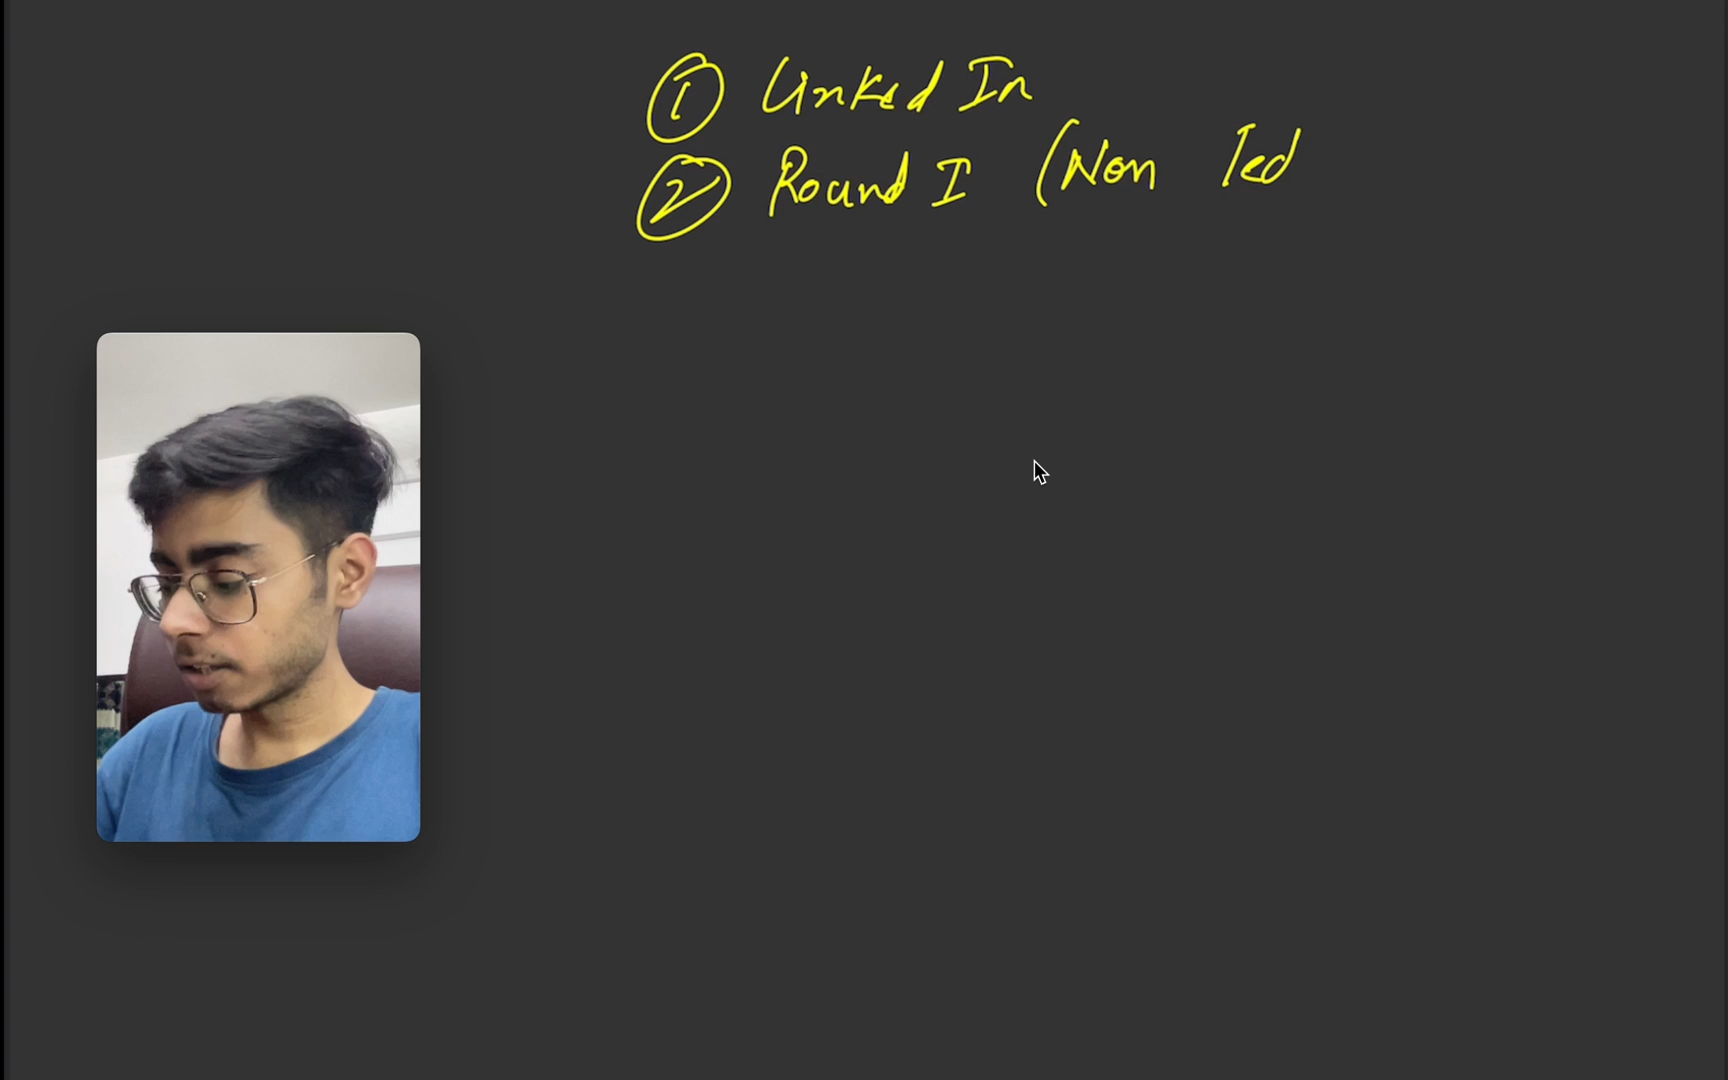 ① Linked In
② Round I (Non Ted